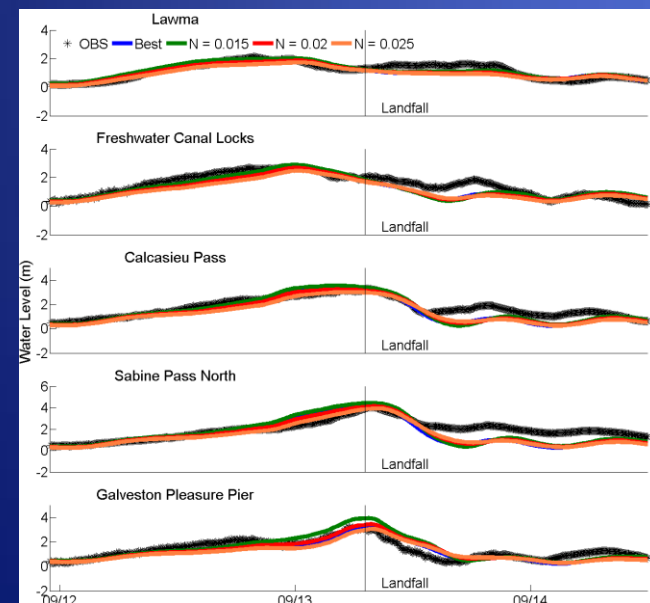 Lawma
4
OBS Best N = 0.015 N = 0.02 N = 0.025
2
0
Landfall
-2
Freshwater Canal Locks
4
2
0
Landfall
-2
Calcasieu Pass
4
2
0
Landfall
-2
Water Level (m)
Sabine Pass North
6
4
2
0
Landfall
-2
Galveston Pleasure Pier
4
2
0
Landfall
-2
09/12 09/13 09/14